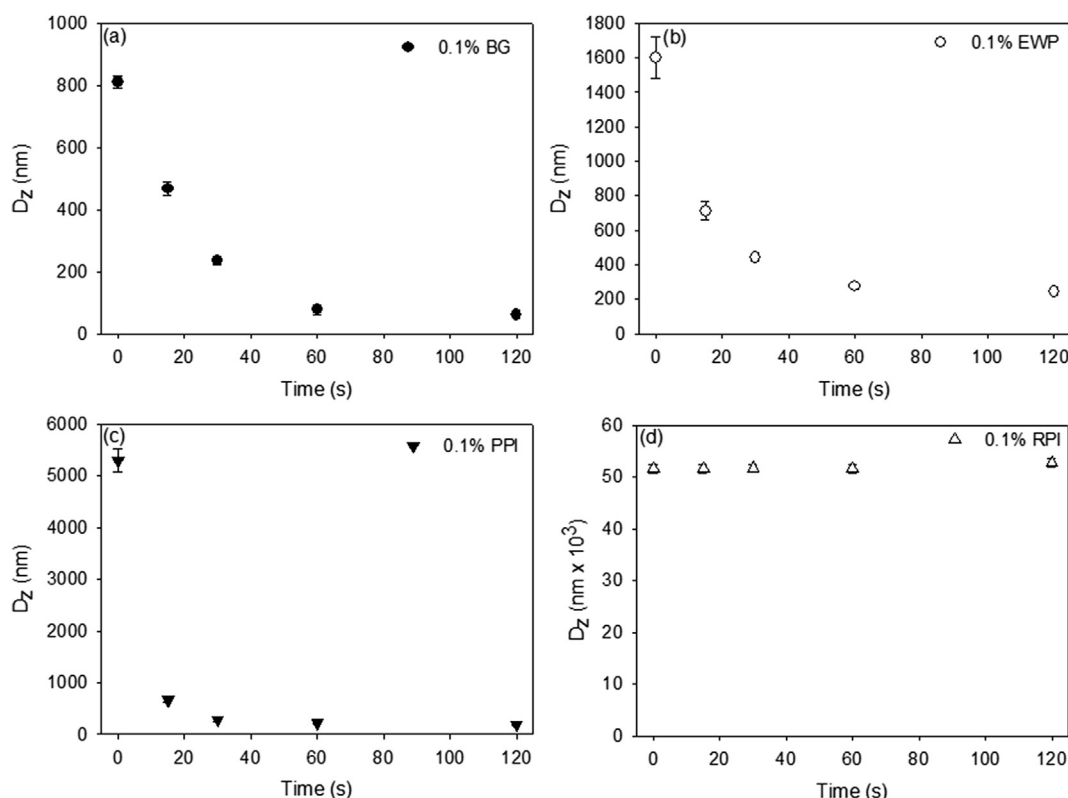 (a)
0.1% BG
1000
800
600
400
200
0
Dz (nm)
0 20 40 60 80 100 120
Time (s)
(b)
0.1% EWP
1800
1600
1400
1200
1000
800
600
400
200
0
Dz (nm)
0 20 40 60 80 100 120
Time (s)
(c)
0.1% PPI
6000
5000
4000
3000
2000
1000
0
Dz (nm)
0 20 40 60 80 100 120
Time (s)
(d)
0.1% RPI
60
50
40
30
20
10
0
Dz (nm x 10³)
0 20 40 60 80 100 120
Time (s)